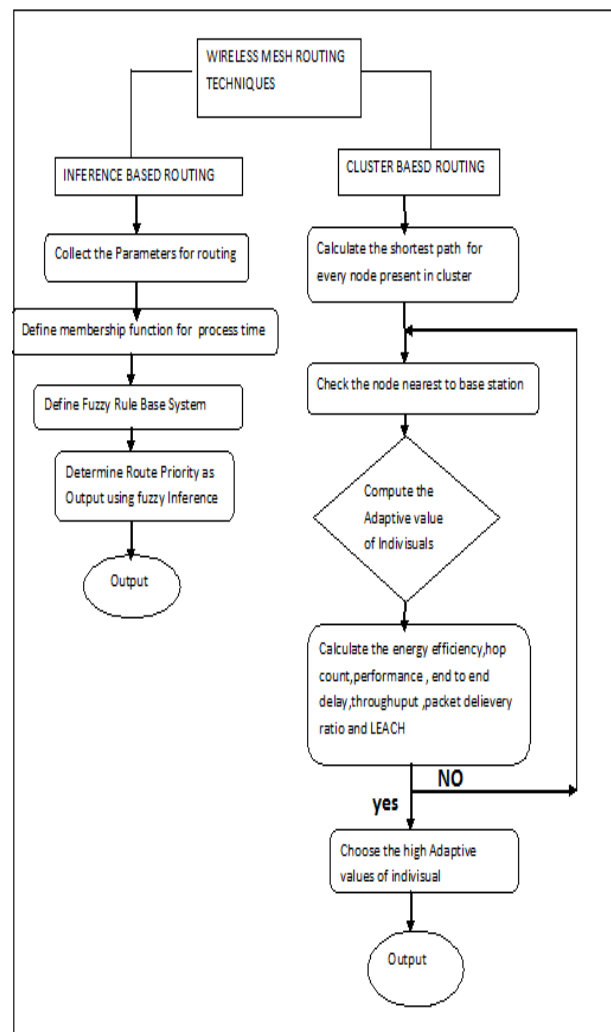 WIRELESS MESH ROUTING
TECHNIQUES
INFERENCE BASED ROUTING
Collect the Parameters for routing
Define membership function for process time
Define Fuzzy Rule Base System
Determine Route Priority as
Output using fuzzy Inference
Output
CLUSTER BAESD ROUTING
Calculate the shortest path for
every node present in cluster
Check the node nearest to base station
Compute the
Adaptive value
of Indivisuals
Calculate the energy efficiency,hop
count,performance , end to end
delay,throughuput ,packet delievery
ratio and LEACH
NO
yes
Choose the high Adaptive
values of indivisual
Output